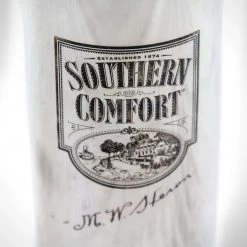 ESTABLISHED 1874
SOUTHERN
COMFORT®
M. W. Heron